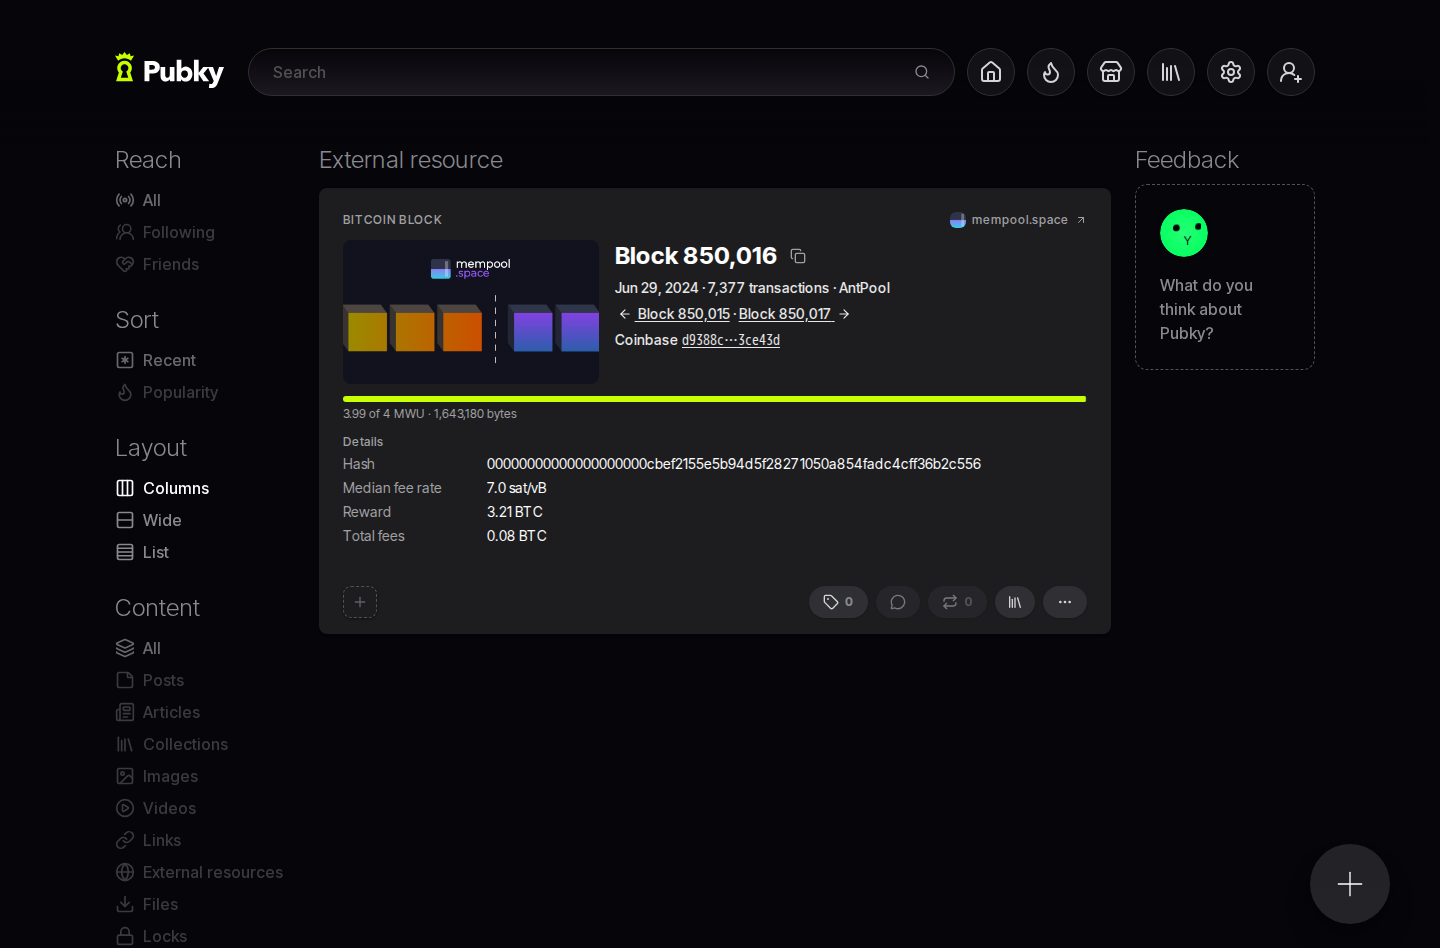 Pubky
Search
Reach
All
Following
Friends
Sort
Recent
Popularity
Layout
Columns
Wide
List
Content
All
Posts
Articles
Collections
Images
Videos
Links
External resources
Files
Locks
External resource
BITCOIN BLOCK
mempool.space
mempool
.space
Block 850,016
Jun 29, 2024 · 7,377 transactions · AntPool
← Block 850,015 · Block 850,017 →
Coinbase d9388c···3ce43d
3.99 of 4 MWU · 1,643,180 bytes
Details
Hash 00000000000000000000cbef2155e5b94d5f28271050a854fadc4cff36b2c556
Median fee rate 7.0 sat/vB
Reward 3.21 BTC
Total fees 0.08 BTC
0
0
Feedback
What do you
think about
Pubky?